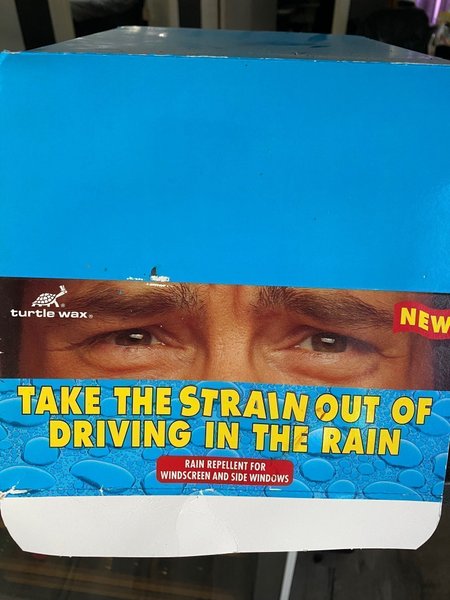 turtle wax®
NEW
TAKE THE STRAIN OUT OF
DRIVING IN THE RAIN
RAIN REPELLENT FOR
WINDSCREEN AND SIDE WINDOWS